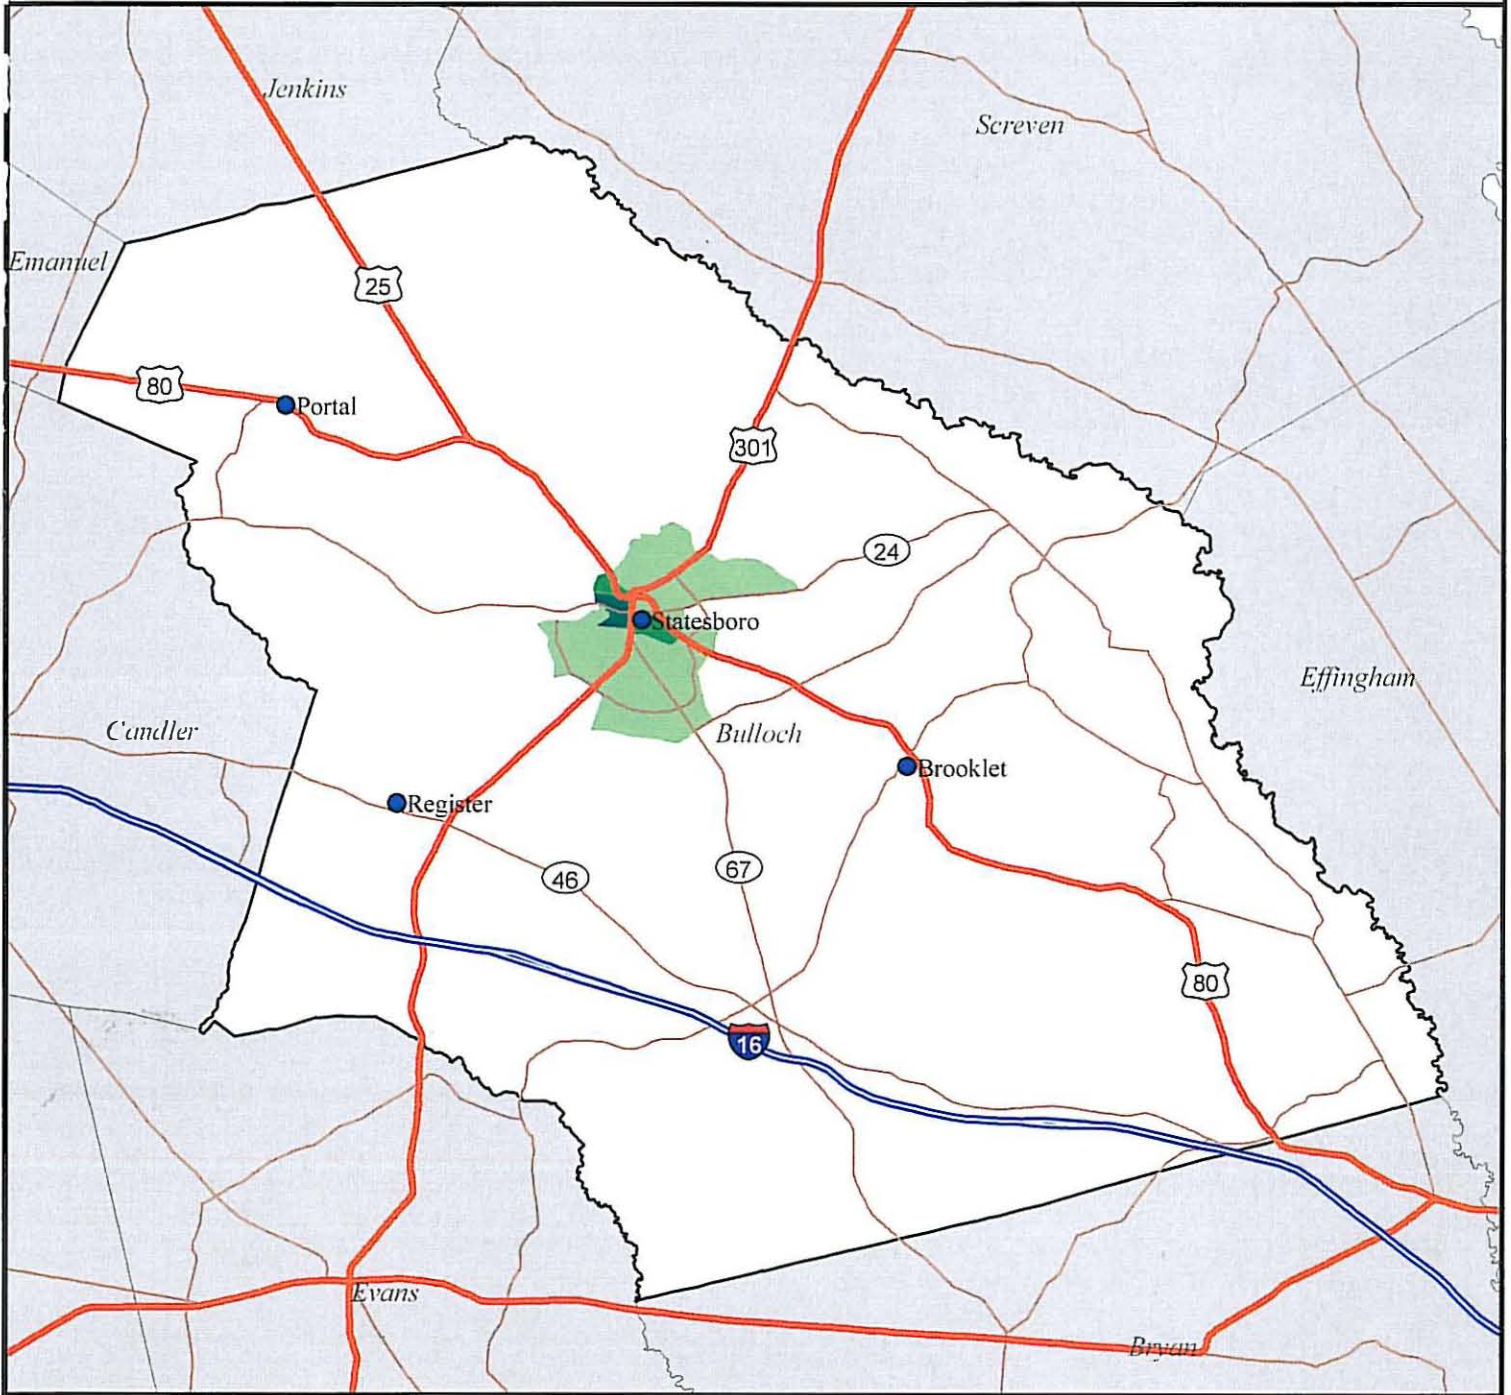 Jenkins
Screven
Emanuel
25
80
Portal
301
24
Statesboro
Effingham
Candler
Bulloch
Brooklet
Register
46
67
80
16
Evans
Bryan